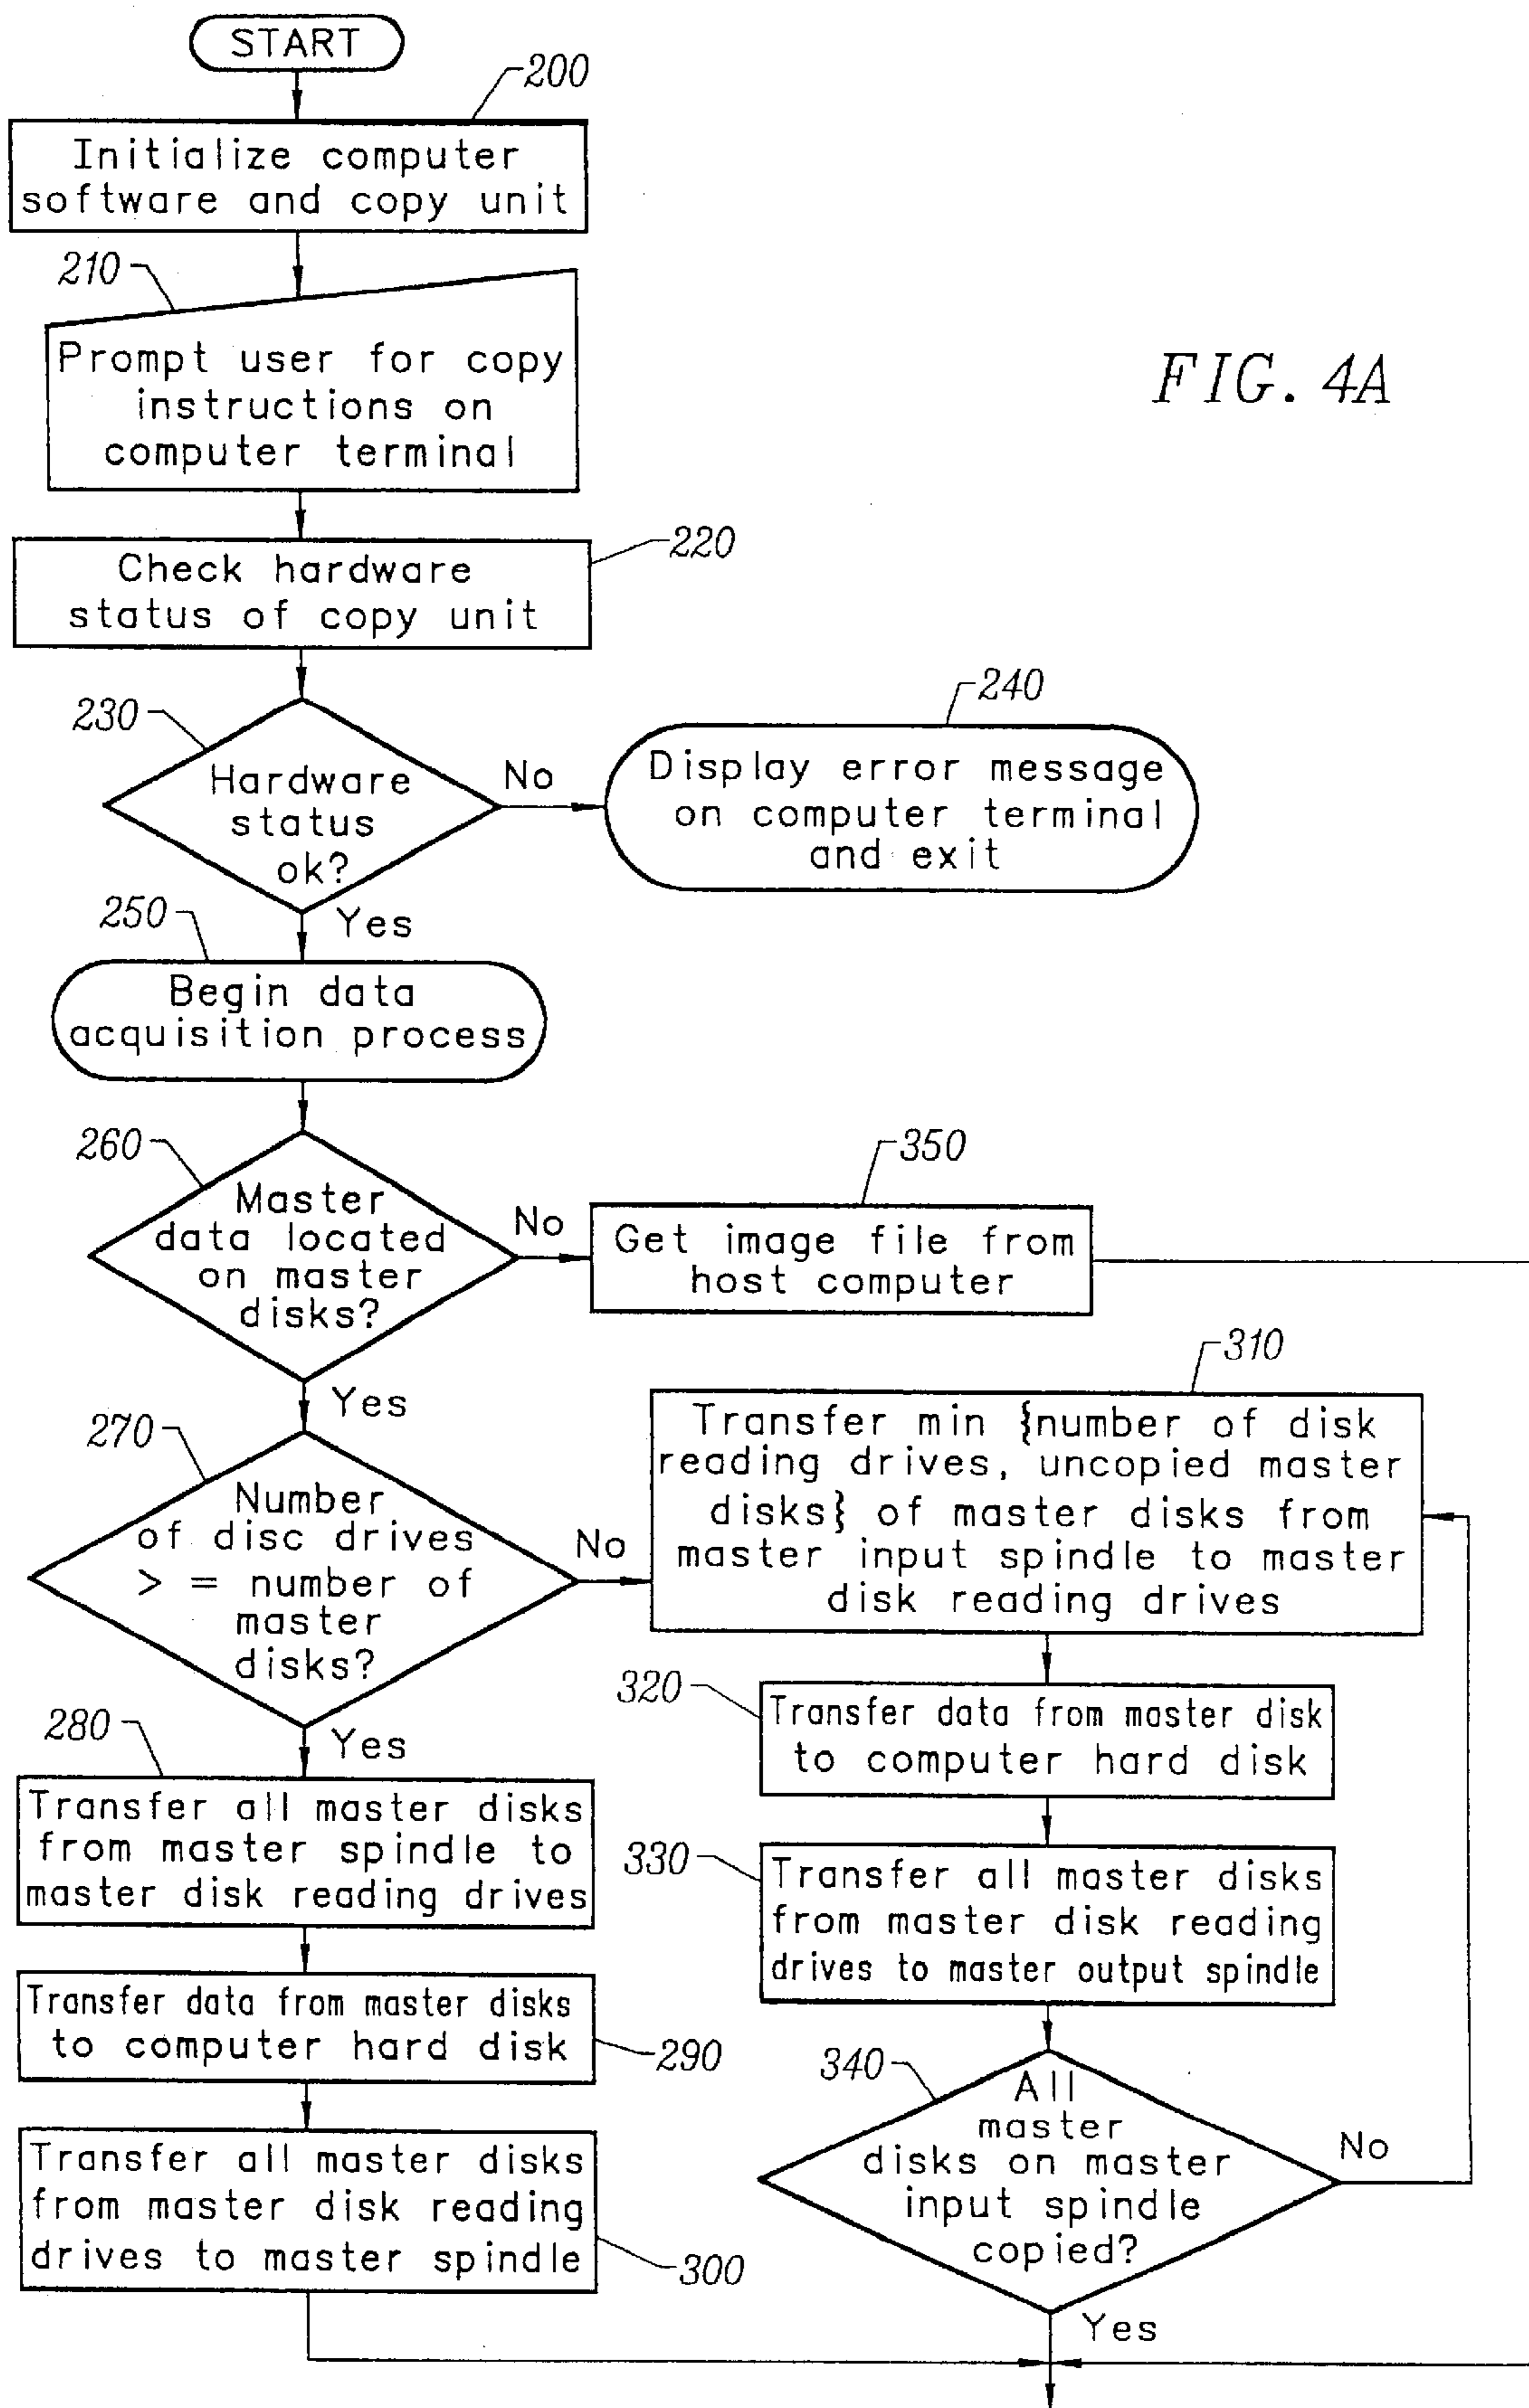 START
200
Initialize computer
software and copy unit
210
Prompt user for copy
instructions on
computer terminal
FIG. 4A
220
Check hardware
status of copy unit
230
Hardware
status
ok?
No
240
Display error message
on computer terminal
and exit
Yes
250
Begin data
acquisition process
260
Master
data located
on master
disks?
No
350
Get image file from
host computer
Yes
270
Number
of disc drives
> = number of
master
disks?
No
310
Transfer min {number of disk
reading drives, uncopied master
disks} of master disks from
master input spindle to master
disk reading drives
320
Transfer data from master disk
to computer hard disk
Yes
280
Transfer all master disks
from master spindle to
master disk reading drives
330
Transfer all master disks
from master disk reading
drives to master output spindle
Transfer data from master disks
to computer hard disk
290
340
All
master
disks on master
input spindle
copied?
No
Transfer all master disks
from master disk reading
drives to master spindle
300
Yes